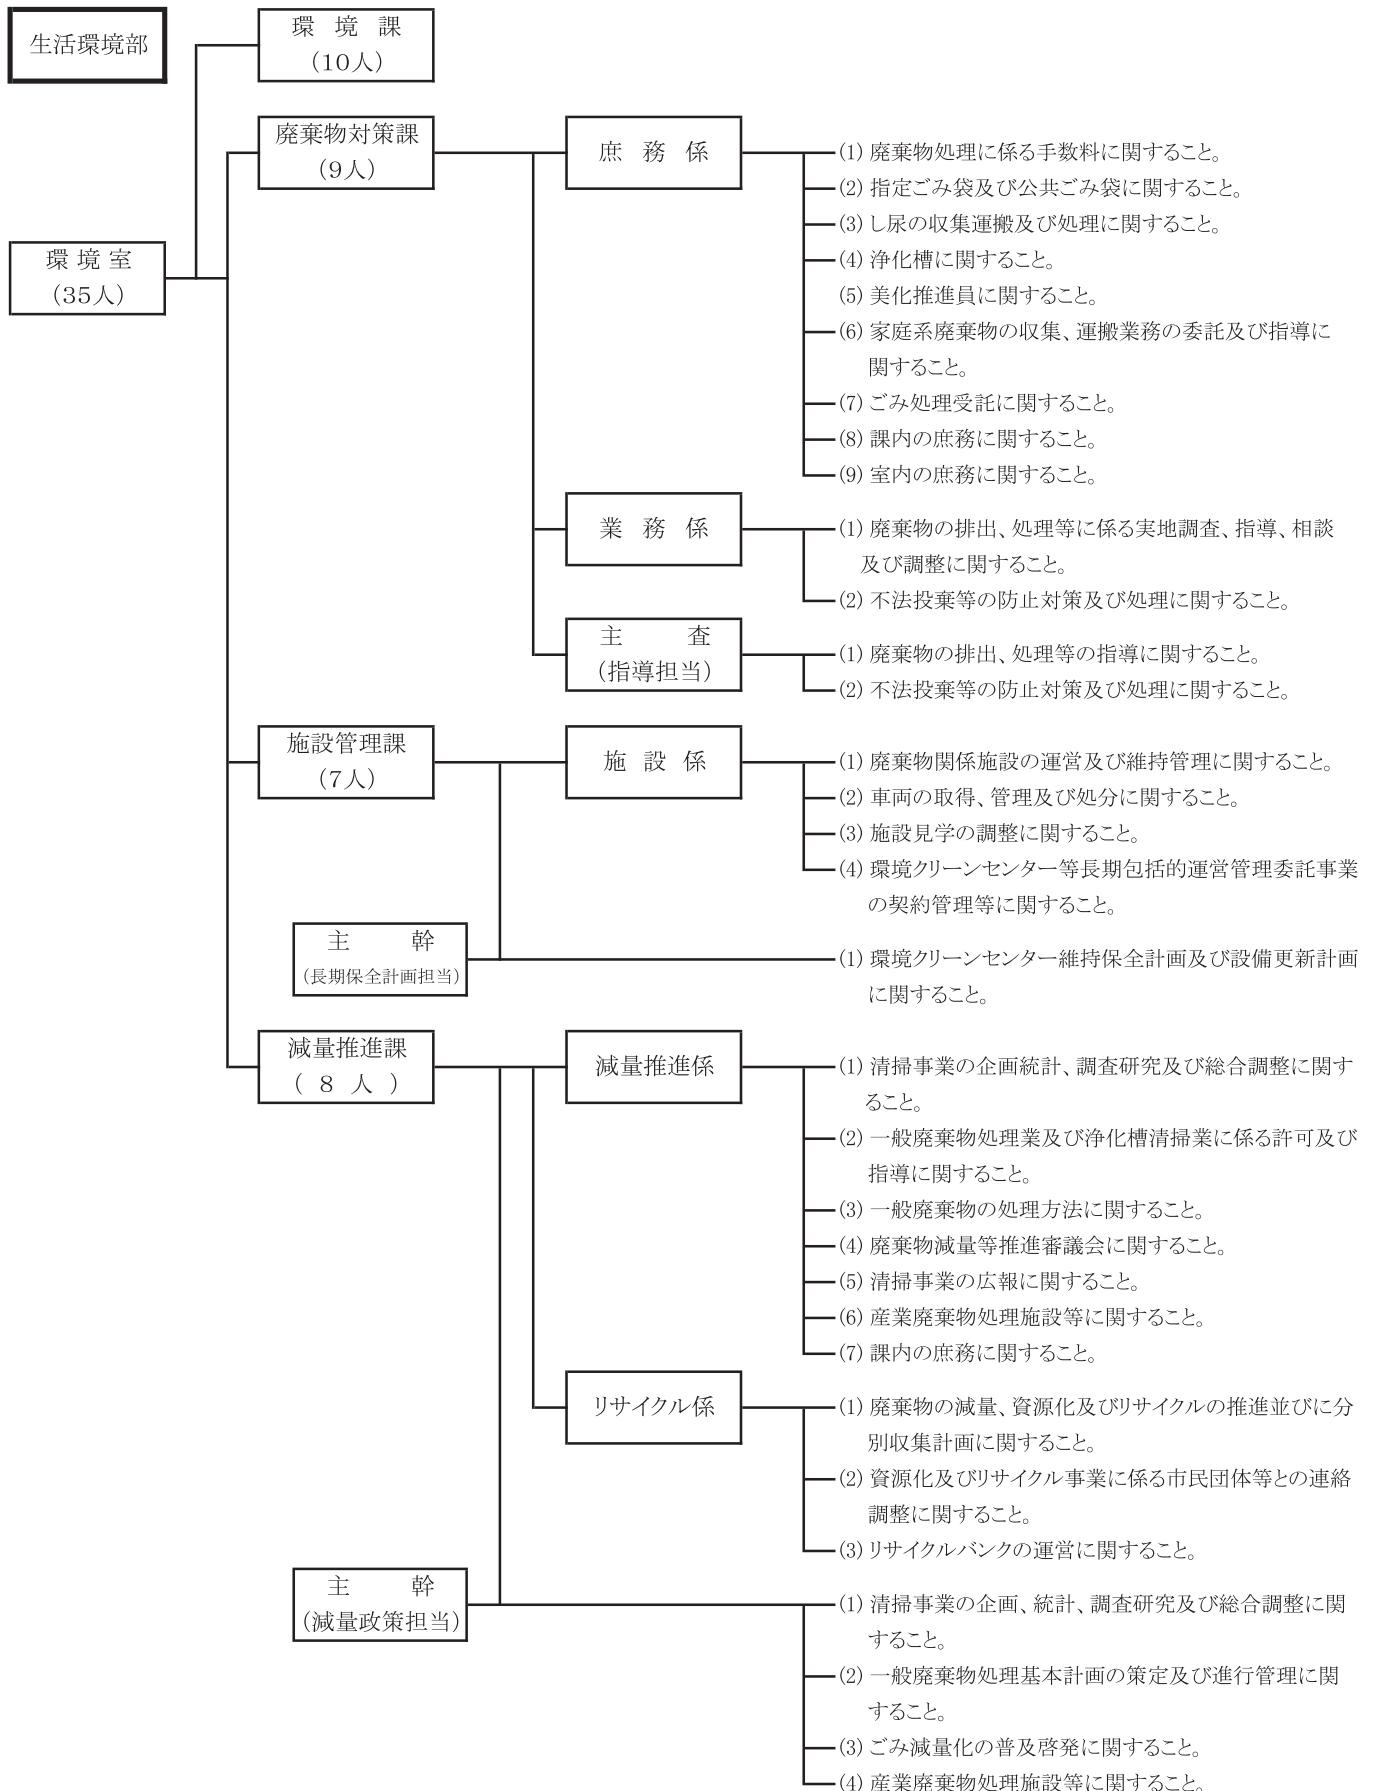 生活環境部
環 境 課
(10人)
廃棄物対策課
(9人)
庶 務 係
(1) 廃棄物処理に係る手数料に関すること。
(2) 指定ごみ袋及び公共ごみ袋に関すること。
(3) し尿の収集運搬及び処理に関すること。
環 境 室
(35人)
(4) 浄化槽に関すること。
(5) 美化推進員に関すること。
(6) 家庭系廃棄物の収集、運搬業務の委託及び指導に
関すること。
(7) ごみ処理受託に関すること。
(8) 課内の庶務に関すること。
(9) 室内の庶務に関すること。
業 務 係
(1) 廃棄物の排出、処理等に係る実地調査、指導、相談
及び調整に関すること。
(2) 不法投棄等の防止対策及び処理に関すること。
主 査
(指導担当)
(1) 廃棄物の排出、処理等の指導に関すること。
(2) 不法投棄等の防止対策及び処理に関すること。
施設管理課
(7人)
施 設 係
(1) 廃棄物関係施設の運営及び維持管理に関すること。
(2) 車両の取得、管理及び処分に関すること。
(3) 施設見学の調整に関すること。
(4) 環境クリーンセンター等長期包括的運営管理委託事業
の契約管理等に関すること。
主 幹
(長期保全計画担当)
(1) 環境クリーンセンター維持保全計画及び設備更新計画
に関すること。
減量推進課
( 8 人 )
減量推進係
(1) 清掃事業の企画統計、調査研究及び総合調整に関す
ること。
(2) 一般廃棄物処理業及び浄化槽清掃業に係る許可及び
指導に関すること。
(3) 一般廃棄物の処理方法に関すること。
(4) 廃棄物減量等推進審議会に関すること。
(5) 清掃事業の広報に関すること。
(6) 産業廃棄物処理施設等に関すること。
(7) 課内の庶務に関すること。
リサイクル係
(1) 廃棄物の減量、資源化及びリサイクルの推進並びに分
別収集計画に関すること。
(2) 資源化及びリサイクル事業に係る市民団体等との連絡
調整に関すること。
(3) リサイクルバンクの運営に関すること。
主 幹
(減量政策担当)
(1) 清掃事業の企画、統計、調査研究及び総合調整に関
すること。
(2) 一般廃棄物処理基本計画の策定及び進行管理に関
すること。
(3) ごみ減量化の普及啓発に関すること。
(4) 産業廃棄物処理施設等に関すること。